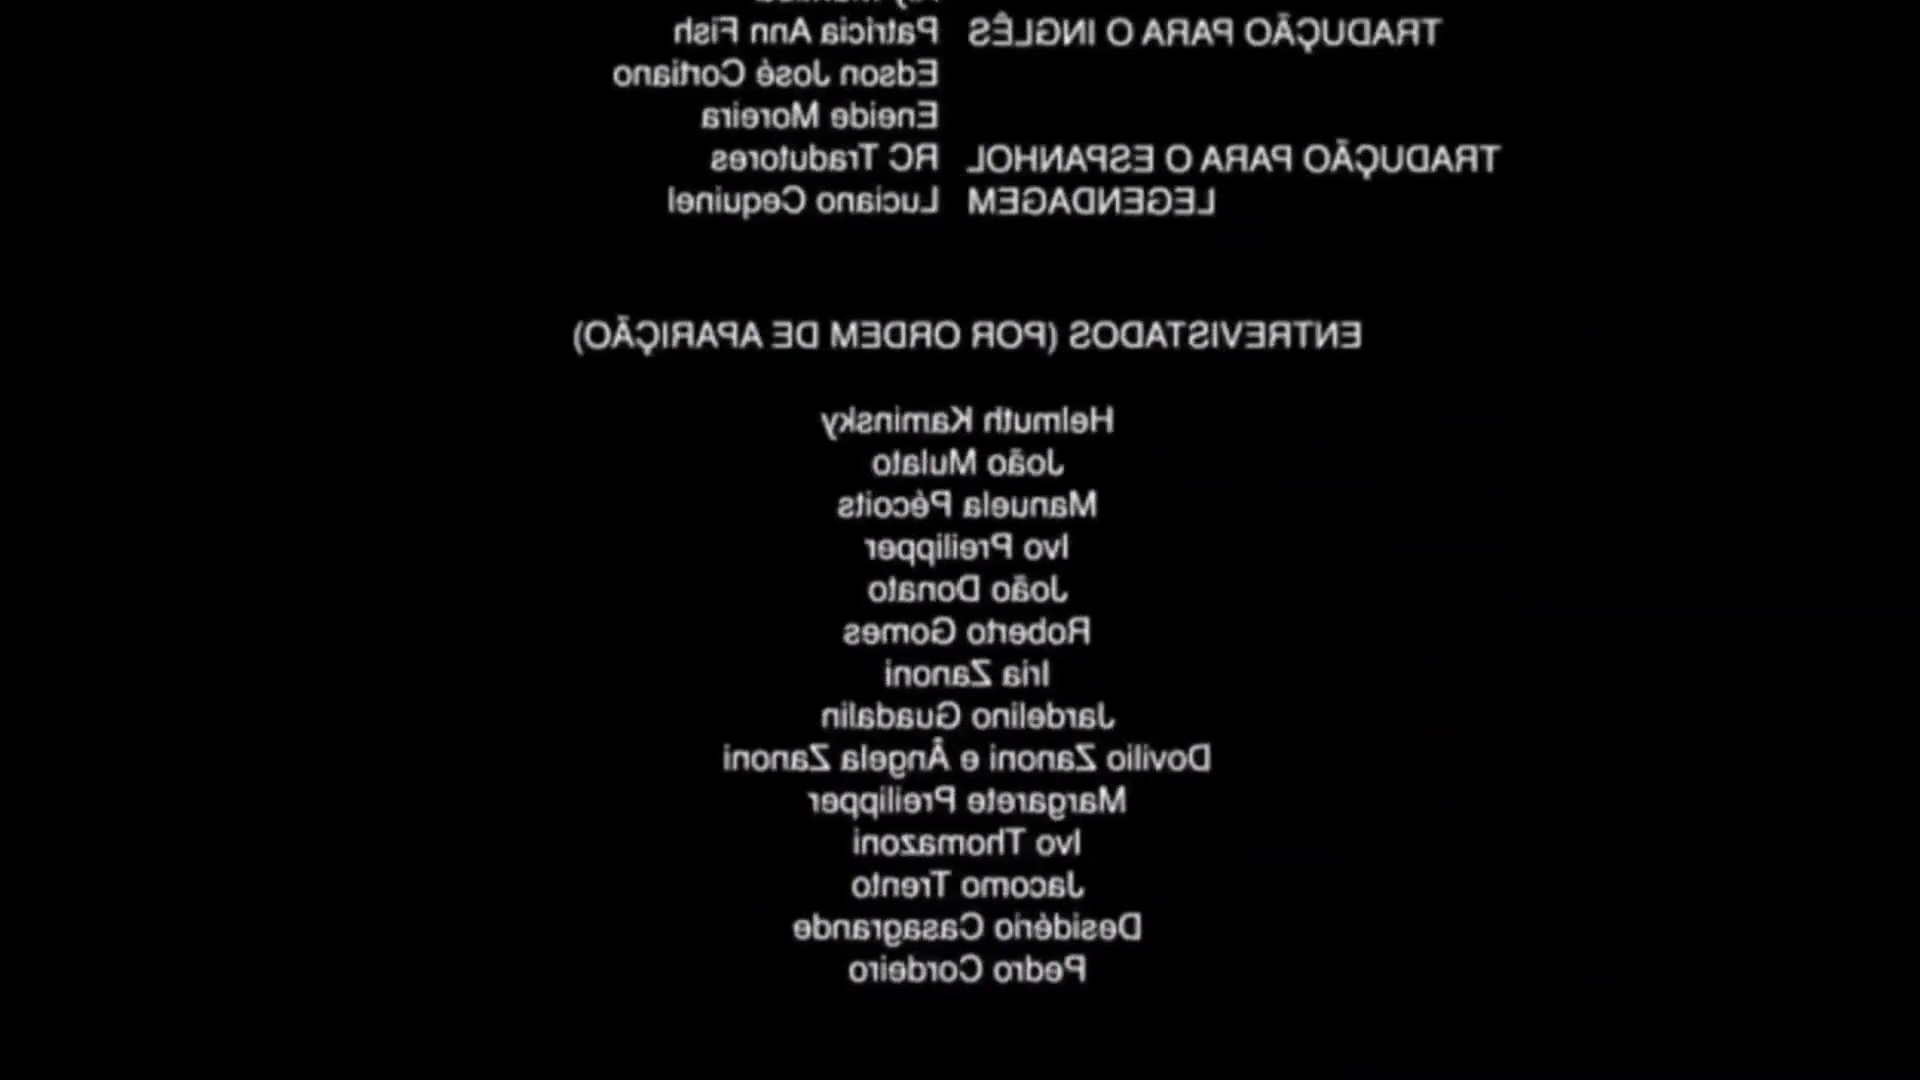 TRADUÇÃO PARA O INGLÊS Patricia Ann Fish
Edson José Cortiano
Eneide Moreira
TRADUÇÃO PARA O ESPANHOL RC Tradutores
LEGENDAGEM Luciano Cequinel
ENTREVISTADOS (POR ORDEM DE APARIÇÃO)
Helmuth Kaminsky
João Mulato
Manuela Pécoits
Ivo Preilipper
João Donato
Roberto Gomes
Iria Zanoni
Jardelino Guadalin
Dovilio Zanoni e Ângela Zanoni
Margarete Preilipper
Ivo Thomazoni
Jacomo Trento
Desidério Casagrande
Pedro Cordeiro